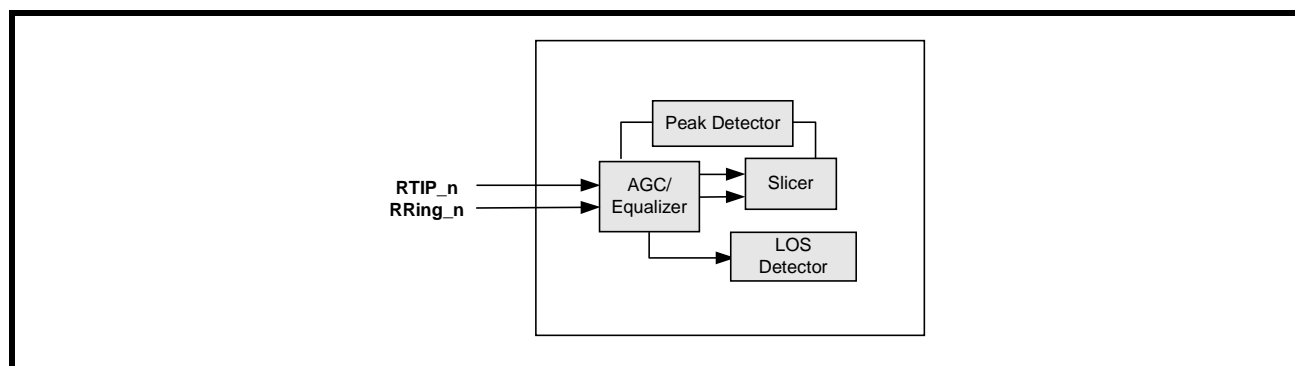 Peak Detector
RTIP_n
RRing_n
AGC/
Equalizer
Slicer
LOS
Detector